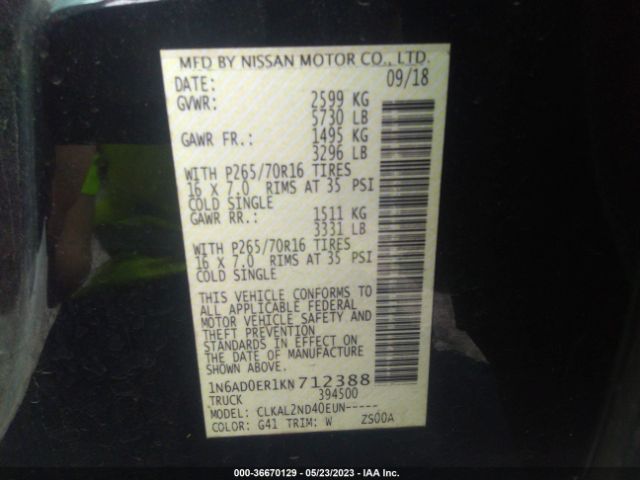 MFD BY NISSAN MOTOR CO., LTD.
DATE: 09/18
GVWR: 2599 KG
5730 LB
GAWR FR.: 1495 KG
3296 LB
WITH P265/70R16 TIRES
16 X 7.0 RIMS AT 35 PSI
COLD SINGLE
GAWR RR.: 1511 KG
3331 LB
WITH P265/70R16 TIRES
16 X 7.0 RIMS AT 35 PSI
COLD SINGLE
THIS VEHICLE CONFORMS TO
ALL APPLICABLE FEDERAL
MOTOR VEHICLE SAFETY AND
THEFT PREVENTION
STANDARDS IN EFFECT ON
THE DATE OF MANUFACTURE
SHOWN ABOVE.
1N6AD0ER1KN712388
TRUCK 394500
MODEL: CLKAL2ND40EUN-----
COLOR: G41 TRIM: W ZS00A
000-36670129 - 05/23/2023 - IAA Inc.